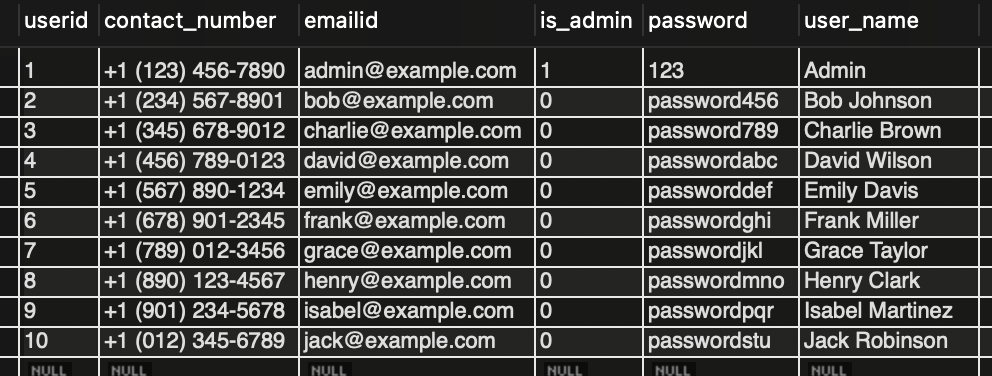 userid contact_number emailid is_admin password user_name
1 +1 (123) 456-7890 admin@example.com 1 123 Admin
2 +1 (234) 567-8901 bob@example.com 0 password456 Bob Johnson
3 +1 (345) 678-9012 charlie@example.com 0 password789 Charlie Brown
4 +1 (456) 789-0123 david@example.com 0 passwordabc David Wilson
5 +1 (567) 890-1234 emily@example.com 0 passworddef Emily Davis
6 +1 (678) 901-2345 frank@example.com 0 passwordghi Frank Miller
7 +1 (789) 012-3456 grace@example.com 0 passwordjkl Grace Taylor
8 +1 (890) 123-4567 henry@example.com 0 passwordmno Henry Clark
9 +1 (901) 234-5678 isabel@example.com 0 passwordpqr Isabel Martinez
10 +1 (012) 345-6789 jack@example.com 0 passwordstu Jack Robinson
NULL NULL NULL NULL NULL NULL